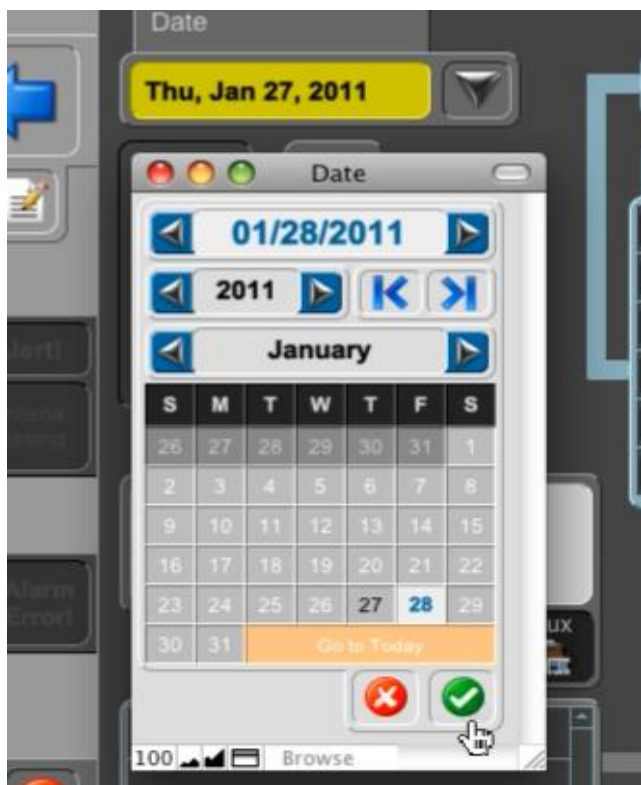 Date
Thu, Jan 27, 2011
Date
01/28/2011
2011
January
S M T W T F S
26 27 28 29 30 31 1
2 3 4 5 6 7 8
9 10 11 12 13 14 15
16 17 18 19 20 21 22
23 24 25 26 27 28 29
30 31 Go to Today
Alarm
Error!
100 Browse